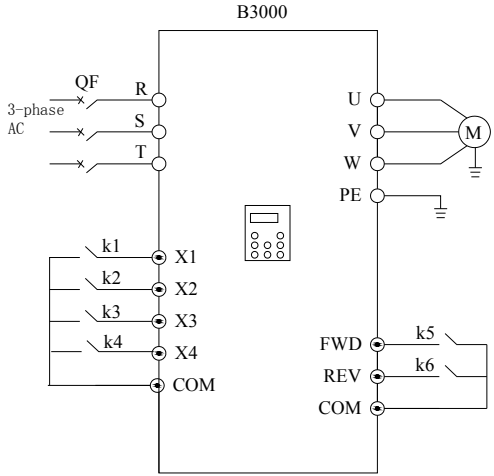 B3000
QF
R
3-phase
AC
S
T
U
V
W
M
PE
k1
X1
k2
X2
k3
X3
k4
X4
COM
FWD
k5
REV
k6
COM